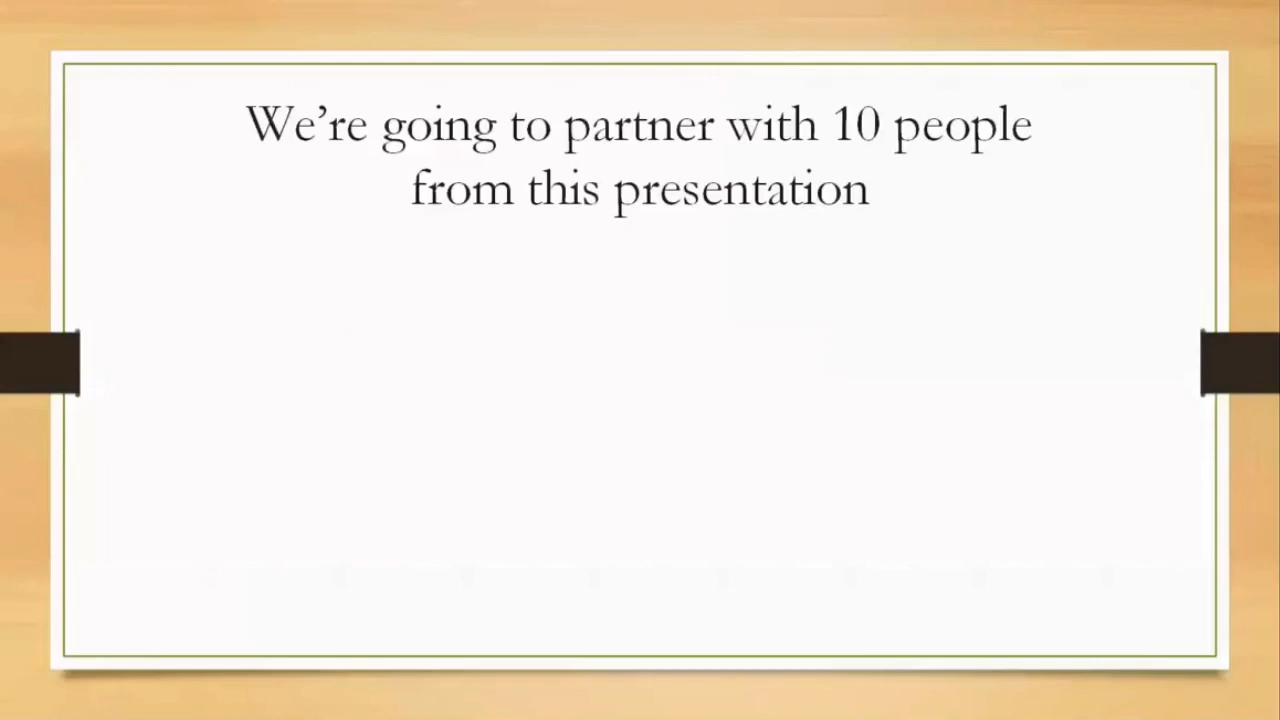 We’re going to partner with 10 people
from this presentation